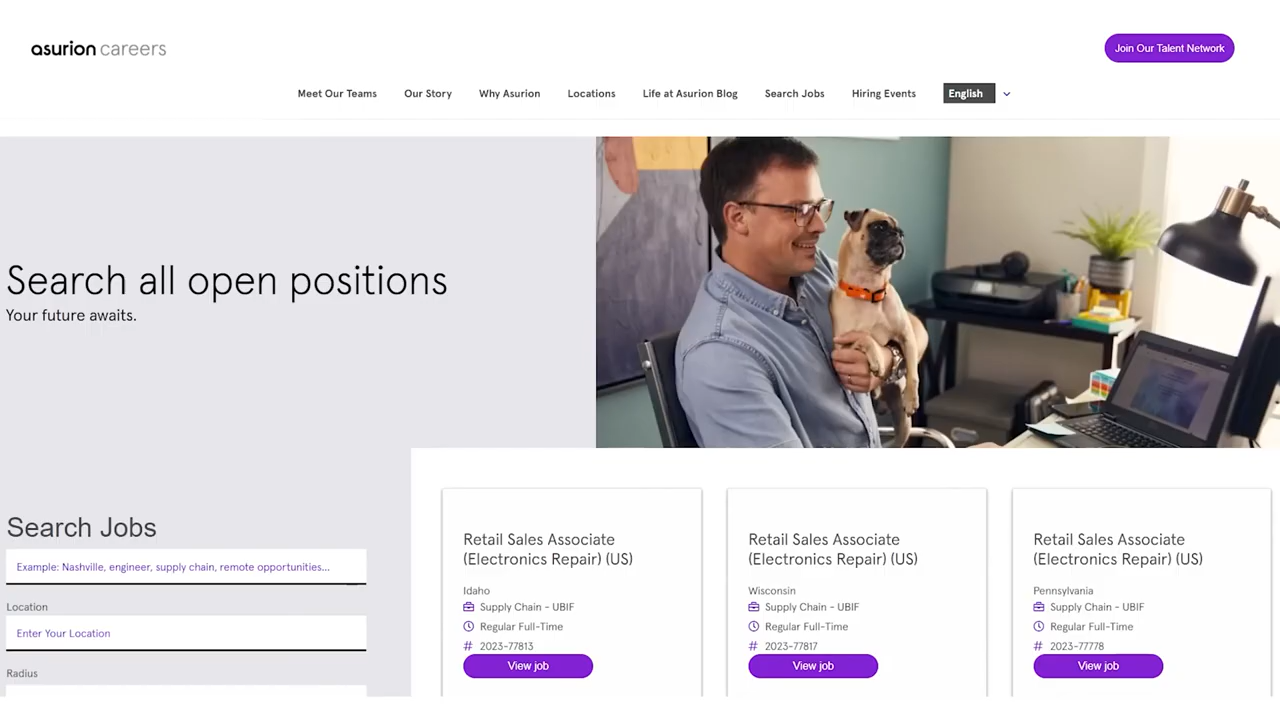 asurion careers
Join Our Talent Network
Meet Our Teams Our Story Why Asurion Locations Life at Asurion Blog Search Jobs Hiring Events English
Search all open positions
Your future awaits.
Search Jobs
Example: Nashville, engineer, supply chain, remote opportunities...
Location
Enter Your Location
Radius
Retail Sales Associate
(Electronics Repair) (US)
Idaho
Supply Chain - UBIF
Regular Full-Time
# 2023-77813
View job
Retail Sales Associate
(Electronics Repair) (US)
Wisconsin
Supply Chain - UBIF
Regular Full-Time
# 2023-77817
View job
Retail Sales Associate
(Electronics Repair) (US)
Pennsylvania
Supply Chain - UBIF
Regular Full-Time
# 2023-77778
View job